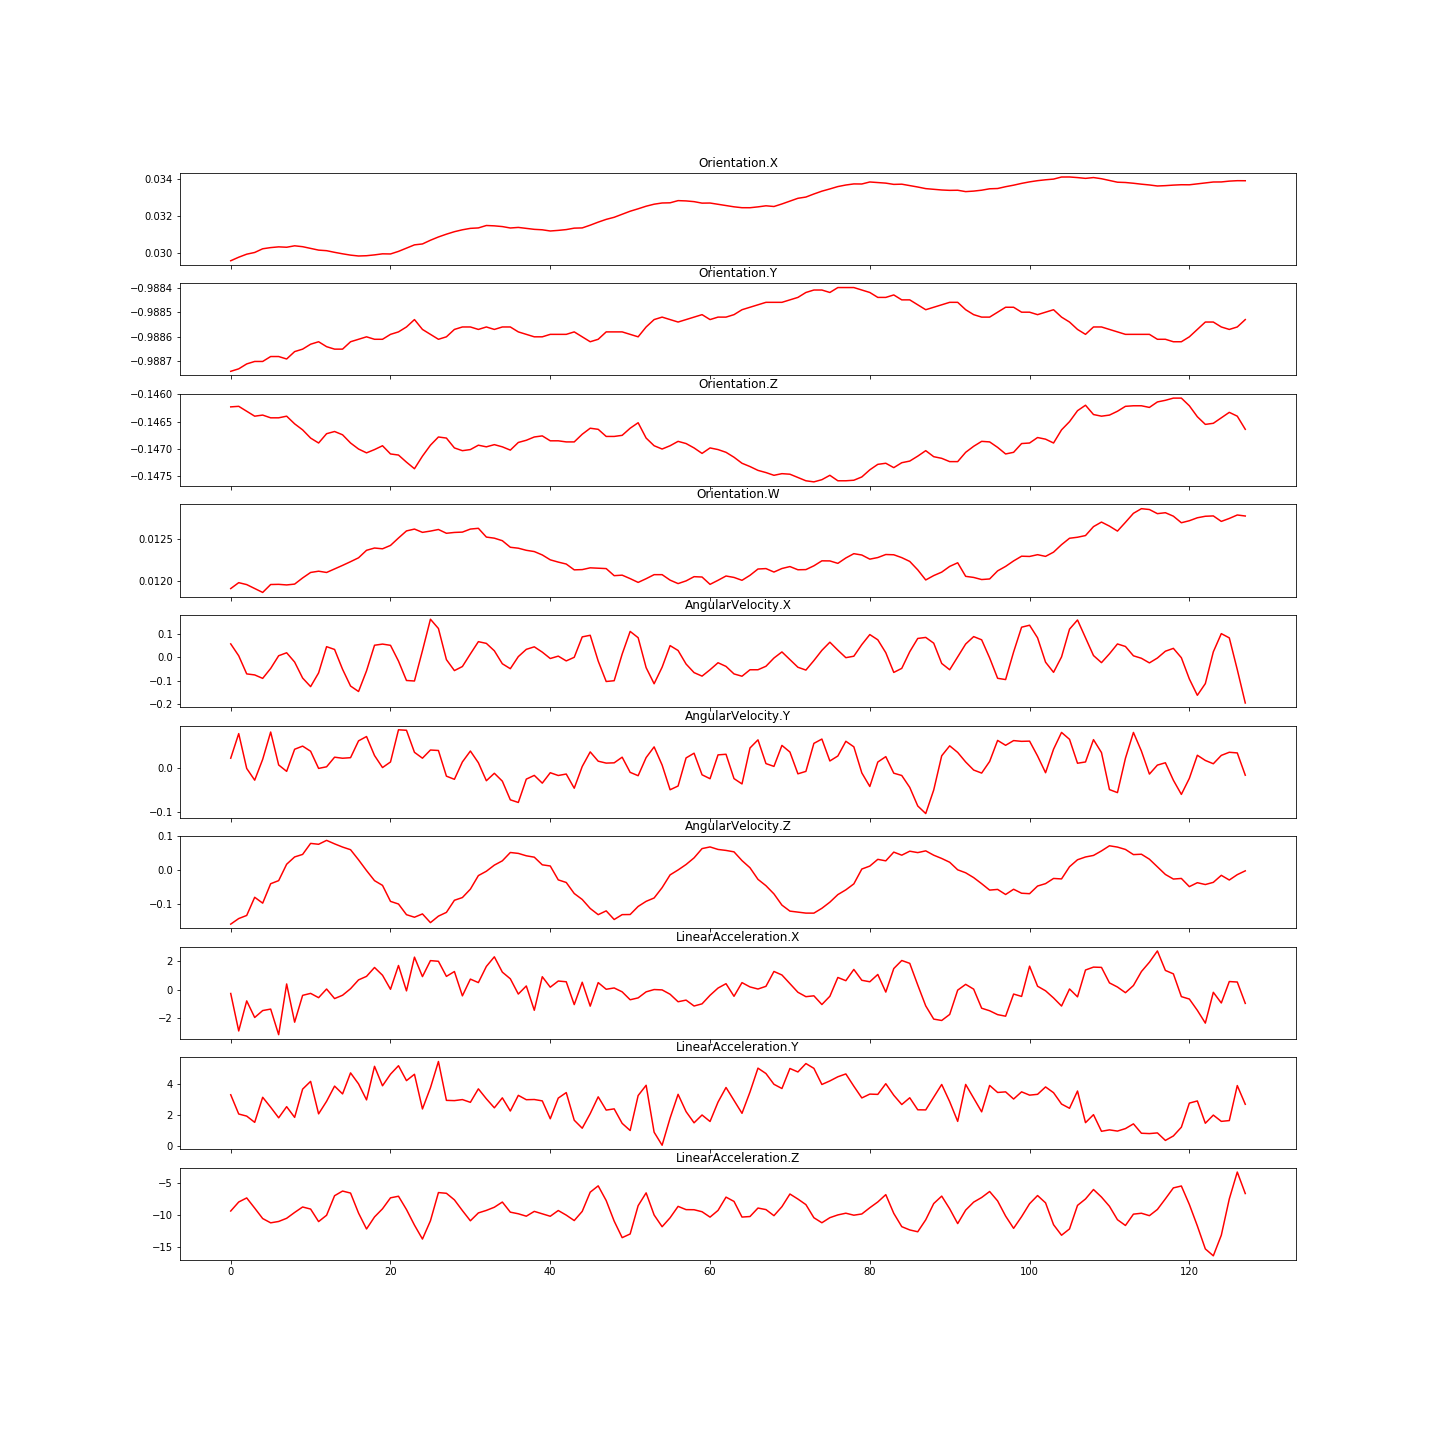 Orientation.X
0.034
0.032
0.030
Orientation.Y
−0.9884
−0.9885
−0.9886
−0.9887
Orientation.Z
−0.1460
−0.1465
−0.1470
−0.1475
Orientation.W
0.0125
0.0120
AngularVelocity.X
0.1
0.0
−0.1
−0.2
AngularVelocity.Y
0.0
−0.1
AngularVelocity.Z
0.1
0.0
−0.1
LinearAcceleration.X
2
0
−2
LinearAcceleration.Y
4
2
0
LinearAcceleration.Z
−5
−10
−15
0 20 40 60 80 100 120